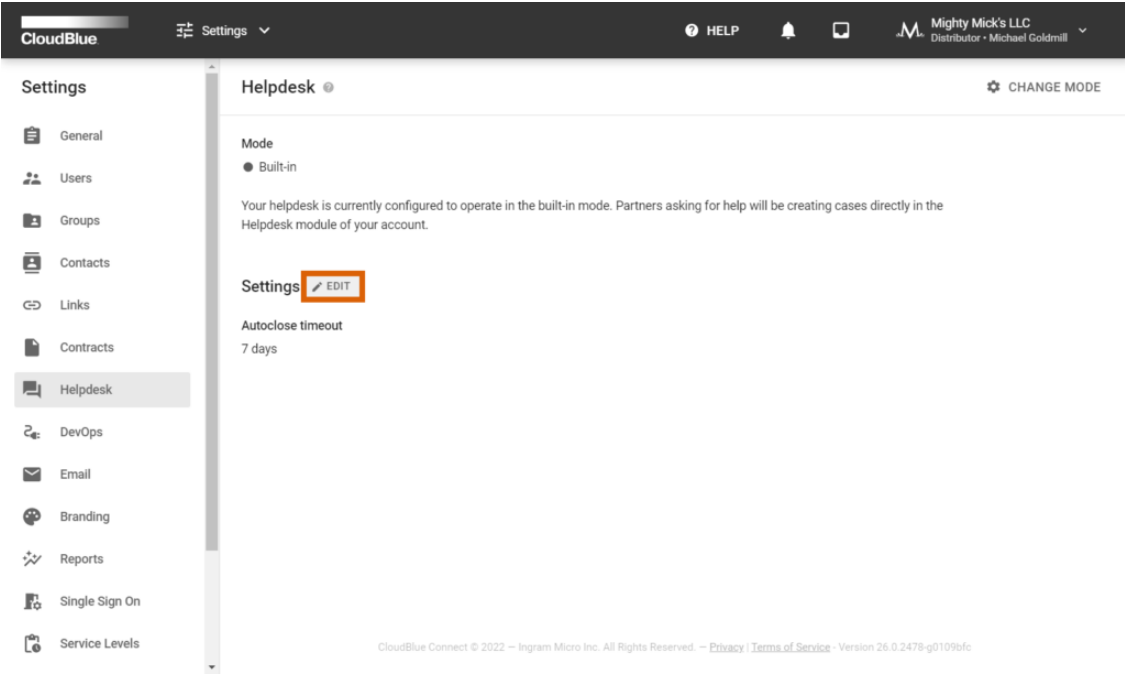 CloudBlue
Settings
HELP
Mighty Mick's LLC
Distributor • Michael Goldmill
Settings
General
Users
Groups
Contacts
Links
Contracts
Helpdesk
DevOps
Email
Branding
Reports
Single Sign On
Service Levels
Helpdesk
CHANGE MODE
Mode
Built-in
Your helpdesk is currently configured to operate in the built-in mode. Partners asking for help will be creating cases directly in the
Helpdesk module of your account.
Settings
EDIT
Autoclose timeout
7 days
CloudBlue Connect © 2022 — Ingram Micro Inc. All Rights Reserved. — Privacy | Terms of Service - Version 26.0.2478-g0109bfc